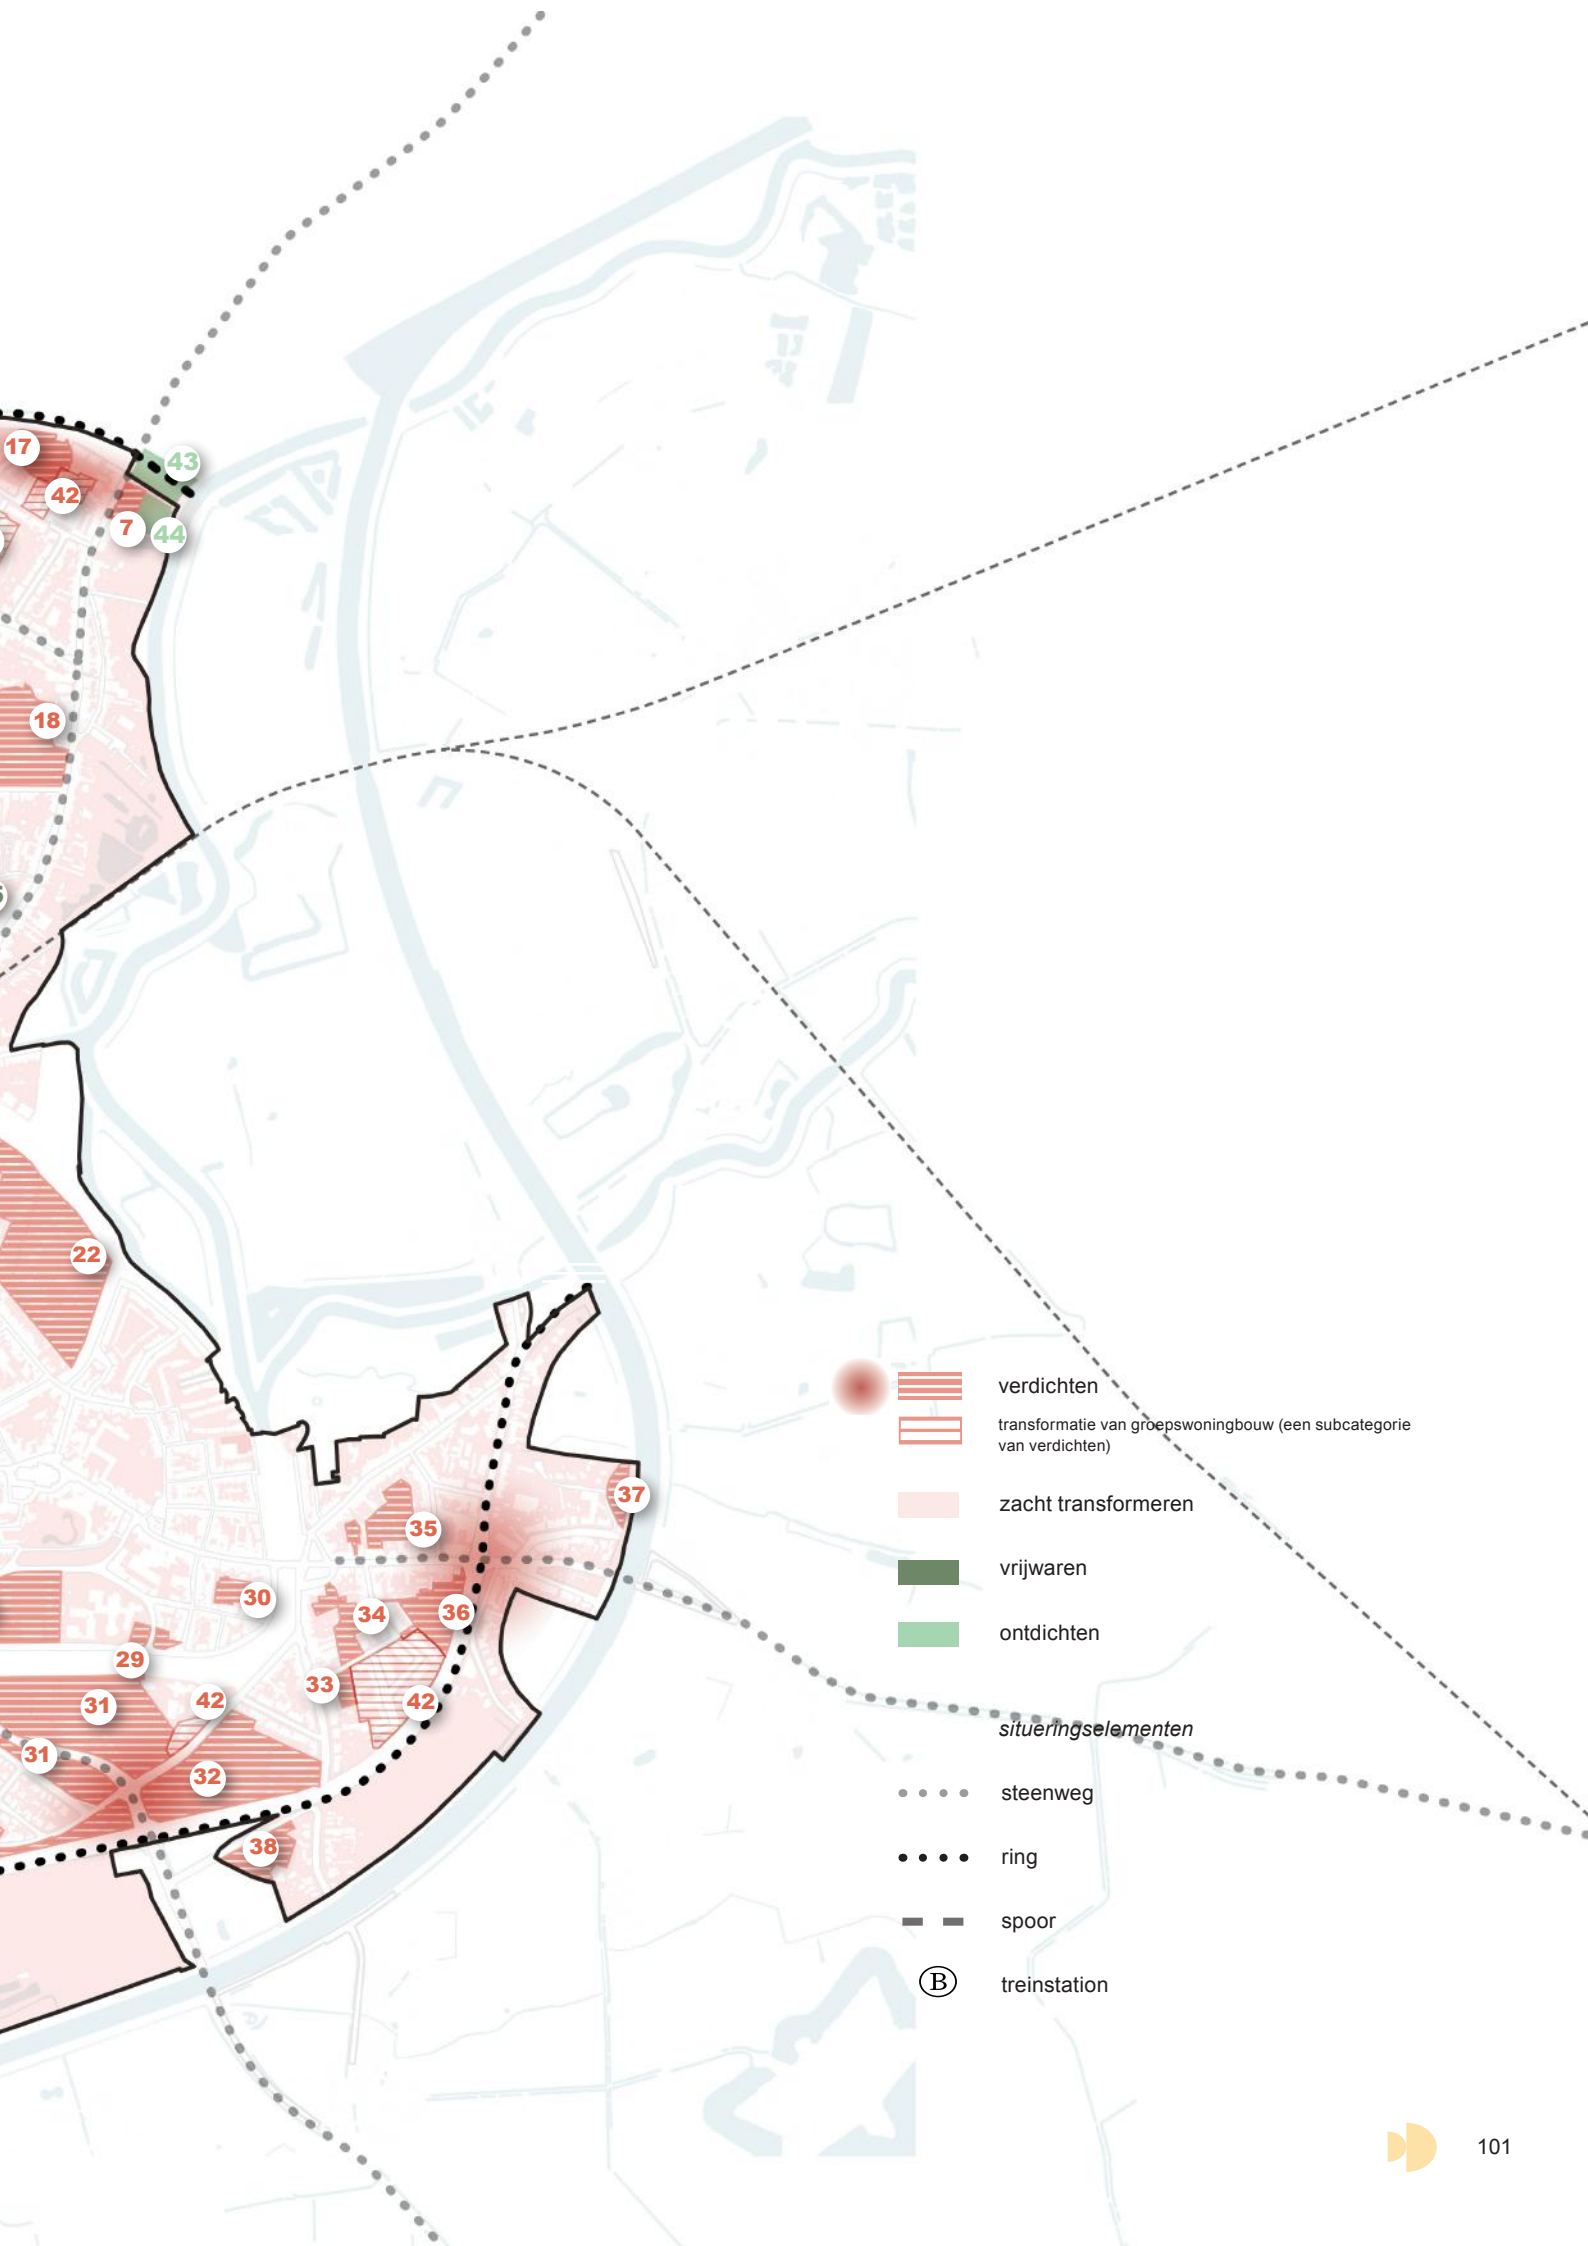 17
43
42
7
44
18
22
37
35
30
34
36
29
33
31
42
42
31
32
38
verdichten
transformatie van groepswoningbouw (een subcategorie
van verdichten)
zacht transformeren
vrijwaren
ontdichten
situeringselementen
steenweg
ring
spoor
B treinstation
101